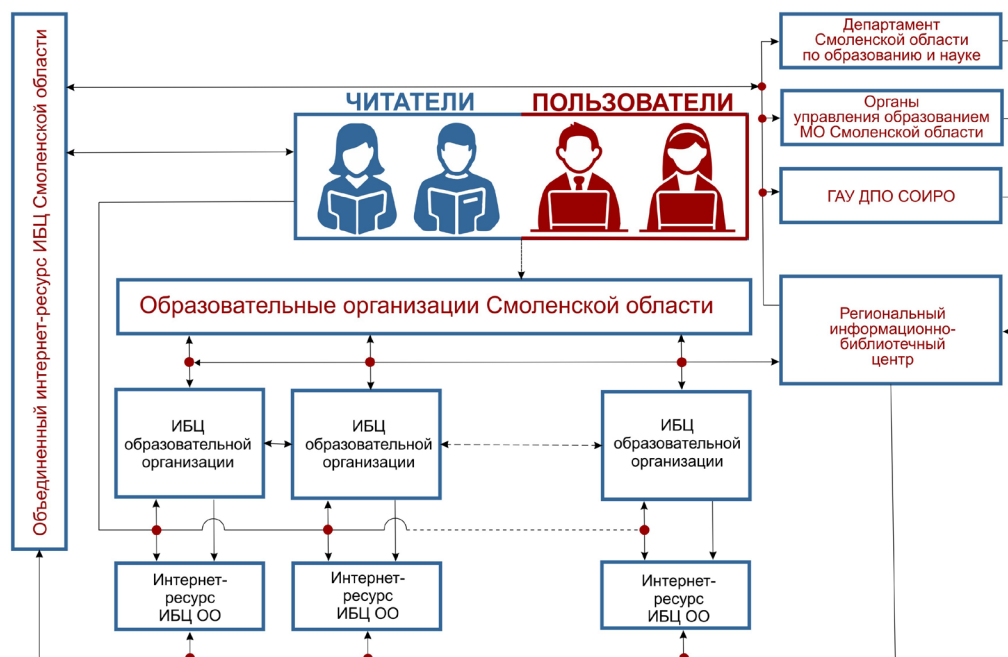 Объединенный интернет-ресурс ИБЦ Смоленской области
Департамент
Смоленской области
по образованию и науке
ЧИТАТЕЛИ
ПОЛЬЗОВАТЕЛИ
Органы
управления образованием
МО Смоленской области
ГАУ ДПО СОИРО
Образовательные организации Смоленской области
Региональный
информационно-
библиотечный
центр
ИБЦ
образовательной
организации
ИБЦ
образовательной
организации
ИБЦ
образовательной
организации
Интернет-
ресурс
ИБЦ ОО
Интернет-
ресурс
ИБЦ ОО
Интернет-
ресурс
ИБЦ ОО